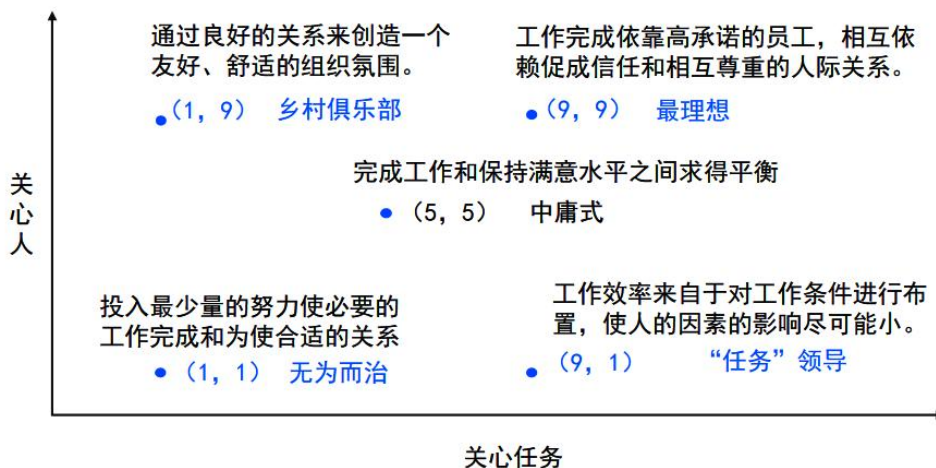 通过良好的关系来创造一个
友好、舒适的组织氛围。
(1, 9) 乡村俱乐部
工作完成依靠高承诺的员工，相互依
赖促成信任和相互尊重的人际关系。
(9, 9) 最理想
完成工作和保持满意水平之间求得平衡
(5, 5) 中庸式
关
心
人
投入最少量的努力使必要的
工作完成和为使合适的关系
(1, 1) 无为而治
工作效率来自于对工作条件进行布
置，使人的因素的影响尽可能小。
(9, 1) “任务”领导
关心任务